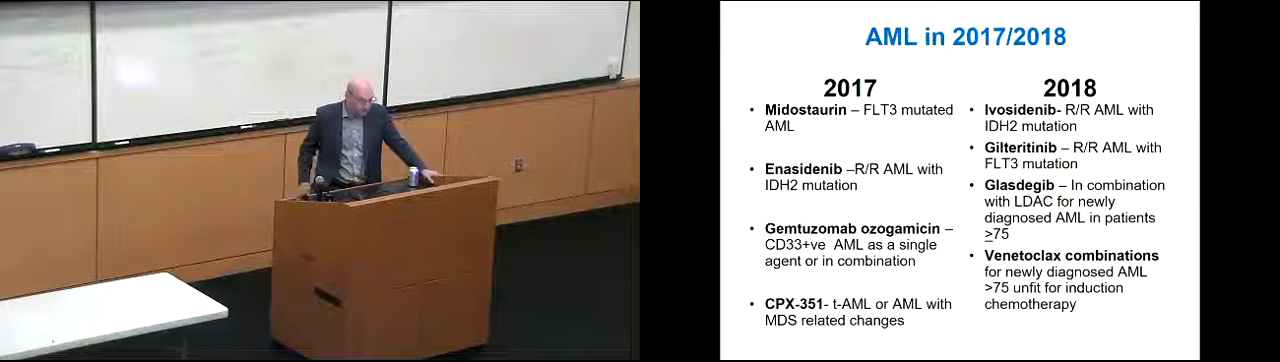 AML in 2017/2018
2017
• Midostaurin – FLT3 mutated
AML
• Enasidenib –R/R AML with
IDH2 mutation
• Gemtuzomab ozogamicin –
CD33+ve AML as a single
agent or in combination
• CPX-351- t-AML or AML with
MDS related changes
2018
• Ivosidenib- R/R AML with
IDH2 mutation
• Gilteritinib – R/R AML with
FLT3 mutation
• Glasdegib – In combination
with LDAC for newly
diagnosed AML in patients
≥75
• Venetoclax combinations
for newly diagnosed AML
>75 unfit for induction
chemotherapy